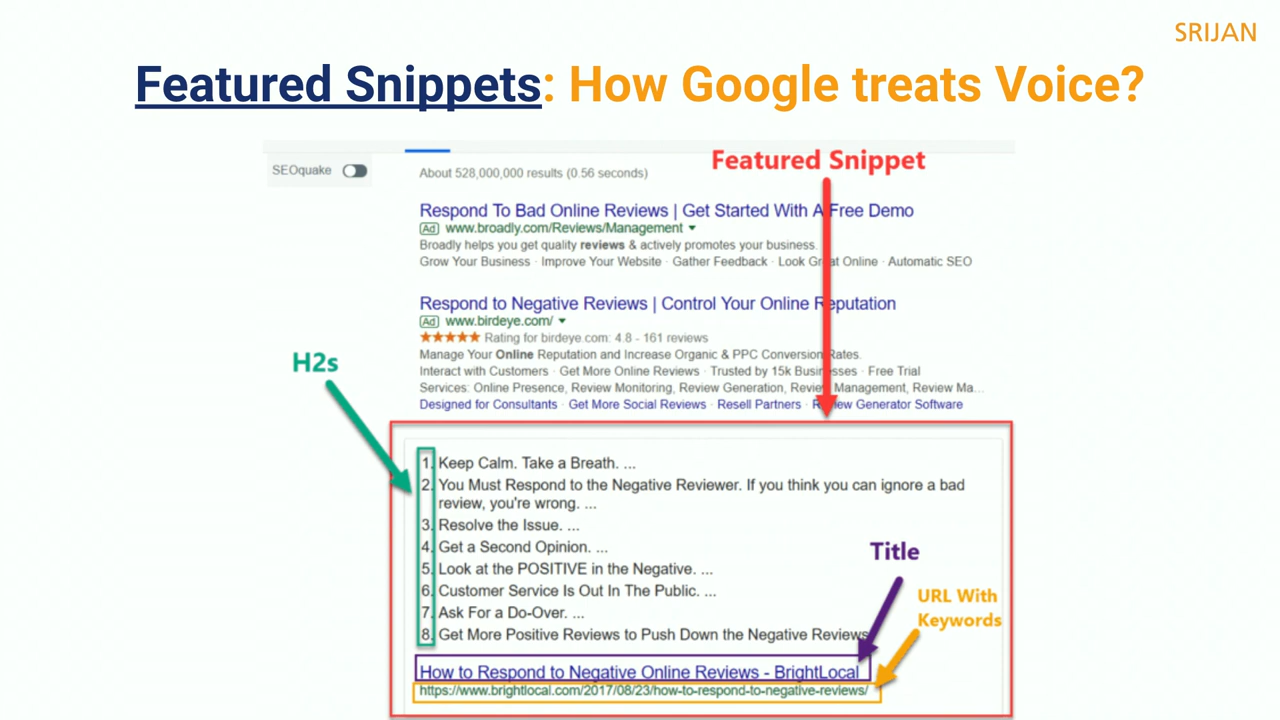 SRIJAN
Featured Snippets: How Google treats Voice?
SEOquake
Featured Snippet
About 528,000,000 results (0.56 seconds)
Respond To Bad Online Reviews | Get Started With A Free Demo
Ad www.broadly.com/Reviews/Management
Broadly helps you get quality reviews & actively promotes your business.
Grow Your Business · Improve Your Website · Gather Feedback · Look Great Online · Automatic SEO
Respond to Negative Reviews | Control Your Online Reputation
Ad www.birdeye.com/
Rating for birdeye.com: 4.8 - 161 reviews
Manage Your Online Reputation and Increase Organic & PPC Conversion Rates.
Interact with Customers · Get More Online Reviews · Trusted by 15k Businesses · Free Trial
Services: Online Presence, Review Monitoring, Review Generation, Review Management, Review Ma...
Designed for Consultants · Get More Social Reviews · Resell Partners · Review Generator Software
H2s
1. Keep Calm. Take a Breath. ...
2. You Must Respond to the Negative Reviewer. If you think you can ignore a bad
review, you're wrong. ...
3. Resolve the Issue. ...
4. Get a Second Opinion. ...
5. Look at the POSITIVE in the Negative. ...
6. Customer Service Is Out In The Public. ...
7. Ask For a Do-Over. ...
8. Get More Positive Reviews to Push Down the Negative Reviews
Title
URL With
Keywords
How to Respond to Negative Online Reviews - BrightLocal
https://www.brightlocal.com/2017/08/23/how-to-respond-to-negative-reviews/